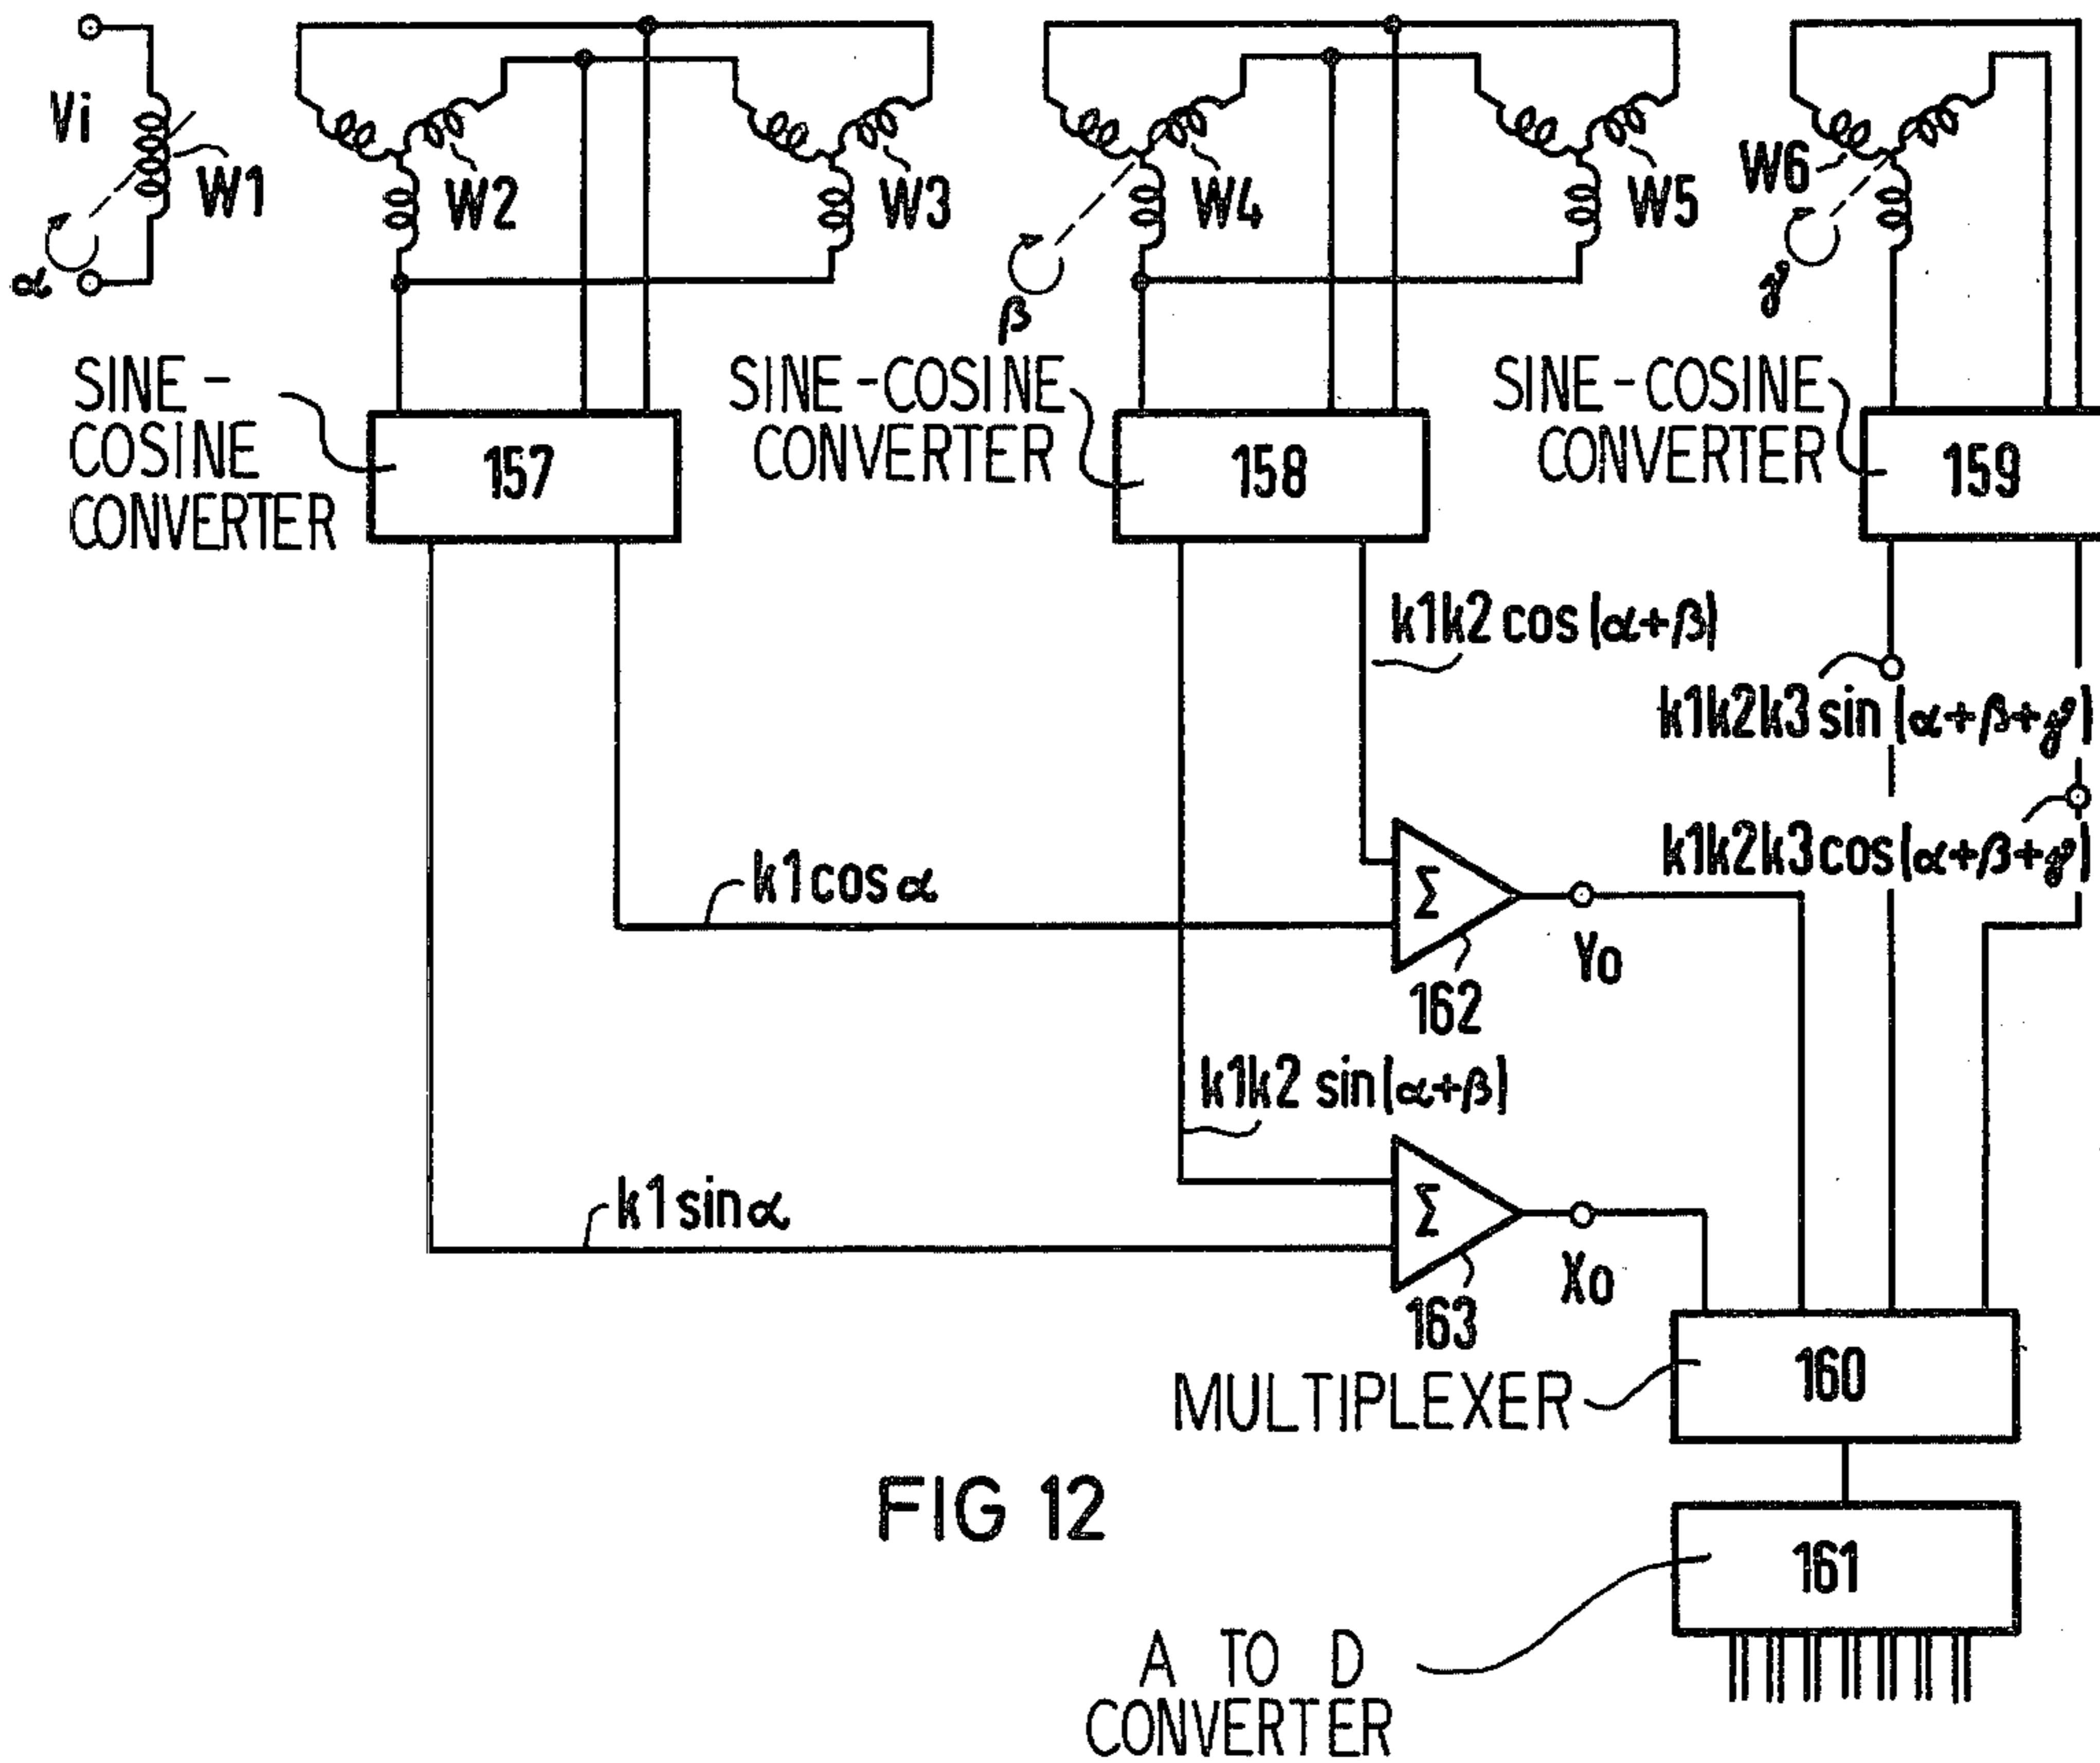 Vi
W1
α
W2
W3
W4
β
W5
W6
γ
SINE -
COSINE
CONVERTER
157
SINE-COSINE
CONVERTER
158
SINE-COSINE
CONVERTER
159
k1k2 cos(α+β)
k1k2k3 sin(α+β+γ)
k1k2k3 cos(α+β+γ)
k1 cos α
Σ
162
Yo
k1k2 sin(α+β)
k1 sin α
Σ
163
Xo
MULTIPLEXER
160
FIG 12
161
A TO D
CONVERTER